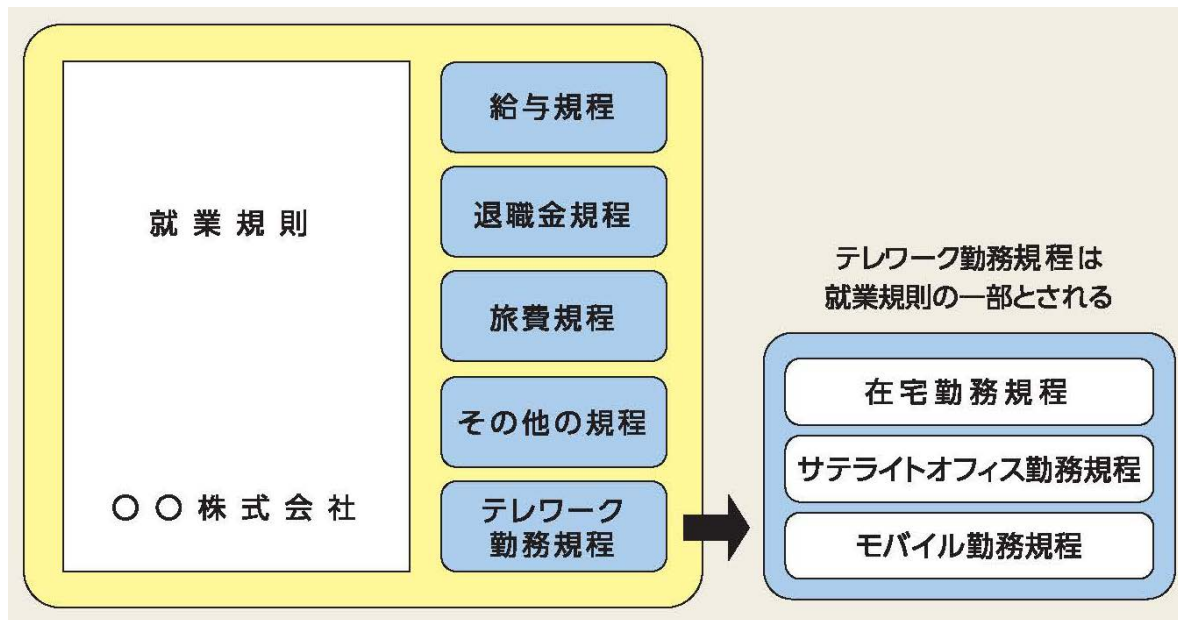 就業規則
〇〇株式会社
給与規程
退職金規程
旅費規程
その他の規程
テレワーク
勤務規程
テレワーク勤務規程は
就業規則の一部とされる
在宅勤務規程
サテライトオフィス勤務規程
モバイル勤務規程